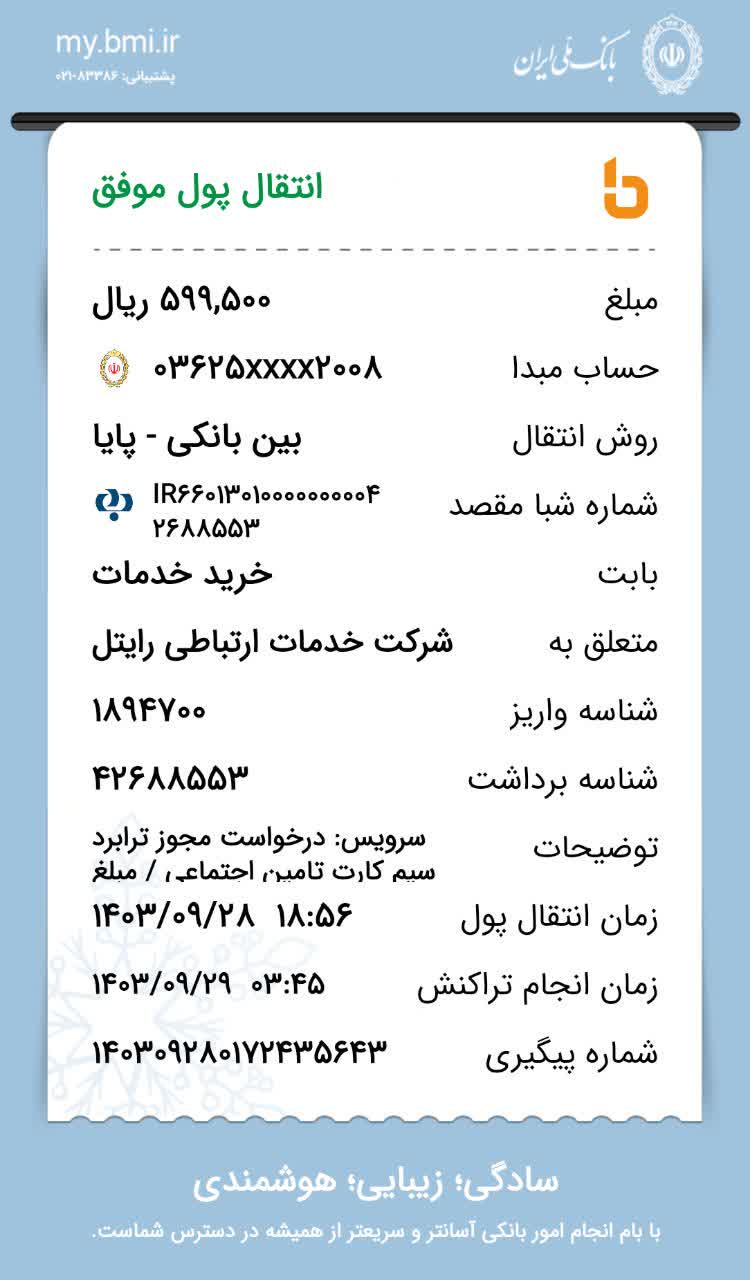 my.bmi.ir
بانک ملی ایران
پشتیبانی: ۸۳۳۸۶-۰۲۱
انتقال پول موفق
مبلغ ۵۹۹,۵۰۰ ریال
حساب مبدا ۰۳۶۲۵xxxx۲۰۰۸
روش انتقال بین بانکی - پایا
شماره شبا مقصد IR۶۶۰۱۳۰۱۰۰۰۰۰۰۰۰۰۰۴
۲۶۸۸۵۵۳
بابت خرید خدمات
متعلق به شرکت خدمات ارتباطی رایتل
شناسه واریز ۱۸۹۴۷۰۰
شناسه برداشت ۴۲۶۸۸۵۵۳
توضیحات سرویس: درخواست مجوز ترابرد
سیم کارت تامین اجتماعی / مبلغ
زمان انتقال پول ۱۴۰۳/۰۹/۲۸ ۱۸:۵۶
زمان انجام تراکنش ۱۴۰۳/۰۹/۲۹ ۰۳:۴۵
شماره پیگیری ۱۴۰۳۰۹۲۸۰۱۷۲۴۳۵۶۴۳
سادگی؛ زیبایی؛ هوشمندی
با بام انجام امور بانکی آسانتر و سریعتر از همیشه در دسترس شماست.